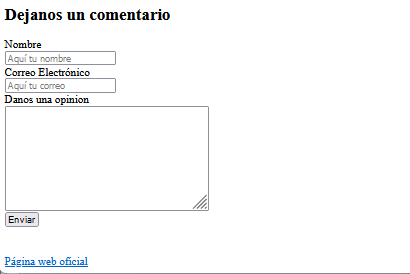 Dejanos un comentario
Nombre
Aquí tu nombre
Correo Electrónico
Aquí tu correo
Danos una opinion
Enviar
Página web oficial